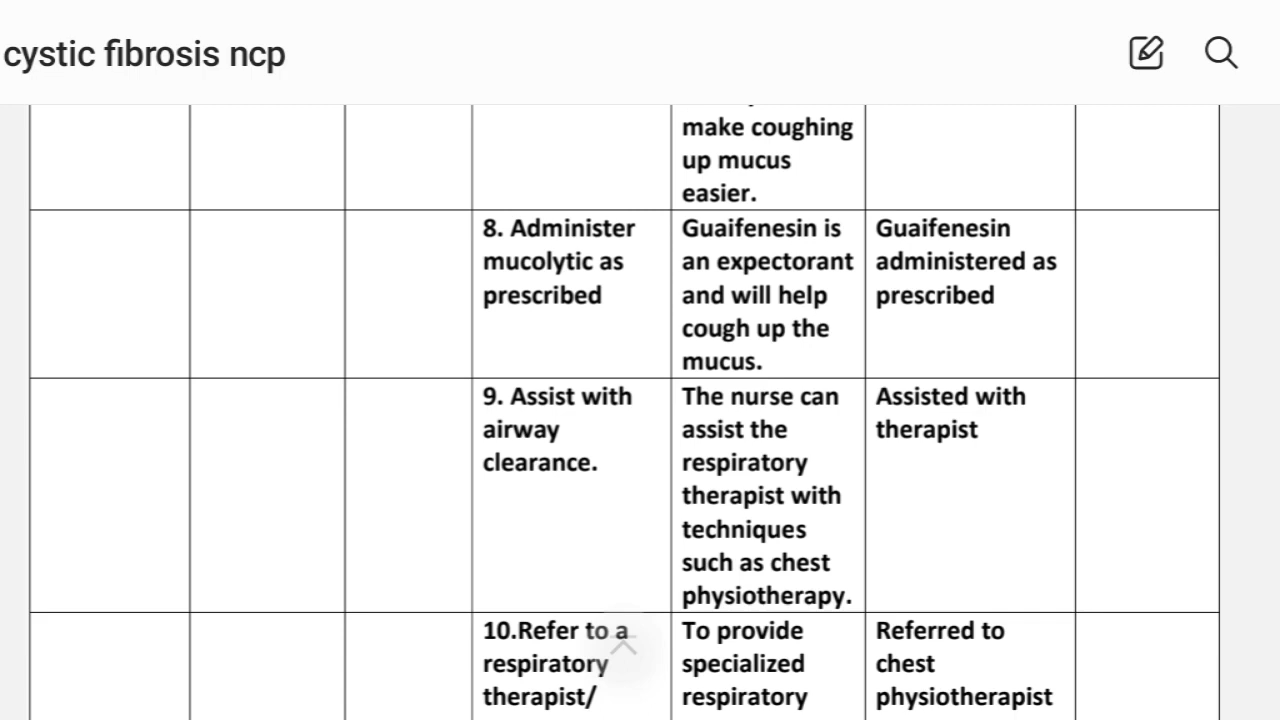 cystic fibrosis ncp
make coughing
up mucus
easier.
8. Administer
mucolytic as
prescribed
Guaifenesin is
an expectorant
and will help
cough up the
mucus.
Guaifenesin
administered as
prescribed
9. Assist with
airway
clearance.
The nurse can
assist the
respiratory
therapist with
techniques
such as chest
physiotherapy.
Assisted with
therapist
10.Refer to a
respiratory
therapist/
To provide
specialized
respiratory
Referred to
chest
physiotherapist